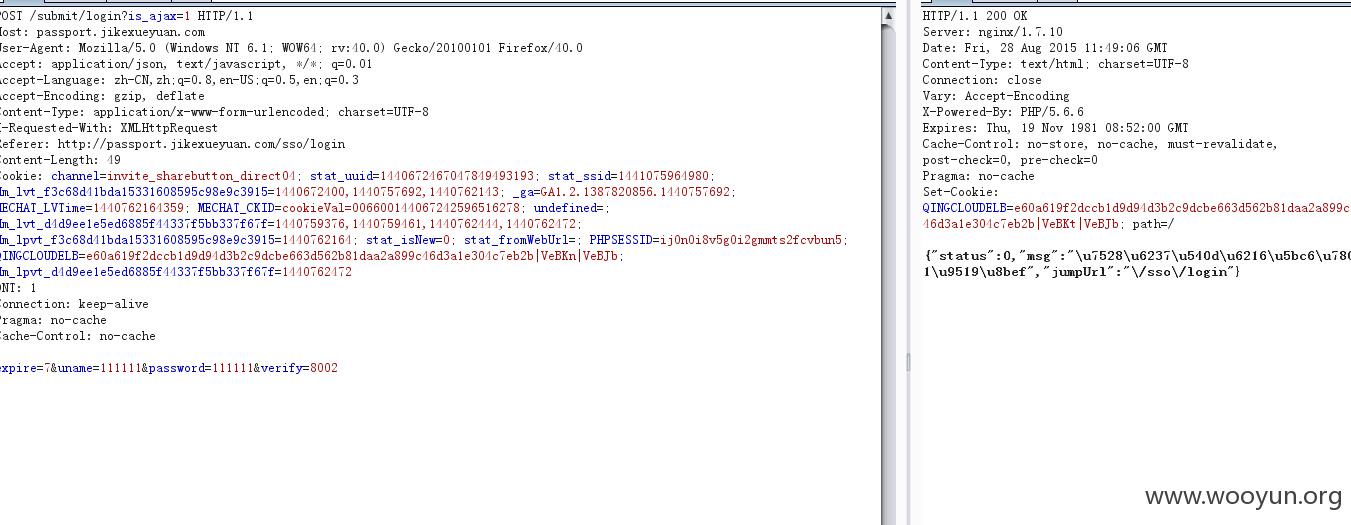 POST /submit/login?is_ajax=1 HTTP/1.1
Host: passport.jikexueyuan.com
User-Agent: Mozilla/5.0 (Windows NT 6.1; WOW64; rv:40.0) Gecko/20100101 Firefox/40.0
Accept: application/json, text/javascript, */*; q=0.01
Accept-Language: zh-CN,zh;q=0.8,en-US;q=0.5,en;q=0.3
Accept-Encoding: gzip, deflate
Content-Type: application/x-www-form-urlencoded; charset=UTF-8
X-Requested-With: XMLHttpRequest
Referer: http://passport.jikexueyuan.com/sso/login
Content-Length: 49
Cookie: channel=invite_sharebutton_direct04; stat_uuid=1440672467047849493193; stat_ssid=1441075964980;
Hm_lvt_f3c68d41bda15331608595c98e9c3915=1440672400,1440757692,1440762143; _ga=GA1.2.1387820856.1440757692;
MECHAT_LVTime=1440762164359; MECHAT_CKID=cookieVal=006600144067242596516278; undefined=;
Hm_lvt_d4d9ee1e5ed6885f44337f5bb337f67f=1440759376,1440759461,1440762444,1440762472;
Hm_lpvt_f3c68d41bda15331608595c98e9c3915=1440762164; stat_isNew=0; stat_fromWebUrl=; PHPSESSID=ij0n0i8v5g0i2gmmts2fcvbun5;
QINGCLOUDELB=e60a619f2dccb1d9d94d3b2c9dcbe663d562b81daa2a899c46d3a1e304c7eb2b|VeBKn|VeBJb;
Hm_lpvt_d4d9ee1e5ed6885f44337f5bb337f67f=1440762472
DNT: 1
Connection: keep-alive
Pragma: no-cache
Cache-Control: no-cache
expire=7&uname=111111&password=111111&verify=8002
HTTP/1.1 200 OK
Server: nginx/1.7.10
Date: Fri, 28 Aug 2015 11:49:06 GMT
Content-Type: text/html; charset=UTF-8
Connection: close
Vary: Accept-Encoding
X-Powered-By: PHP/5.6.6
Expires: Thu, 19 Nov 1981 08:52:00 GMT
Cache-Control: no-store, no-cache, must-revalidate,
post-check=0, pre-check=0
Pragma: no-cache
Set-Cookie:
QINGCLOUDELB=e60a619f2dccb1d9d94d3b2c9dcbe663d562b81daa2a899c
46d3a1e304c7eb2b|VeBKt|VeBJb; path=/
{"status":0,"msg":"\u7528\u6237\u540d\u6216\u5bc6\u780
1\u9519\u8bef","jumpUrl":"\/sso\/login"}
www.wooyun.org